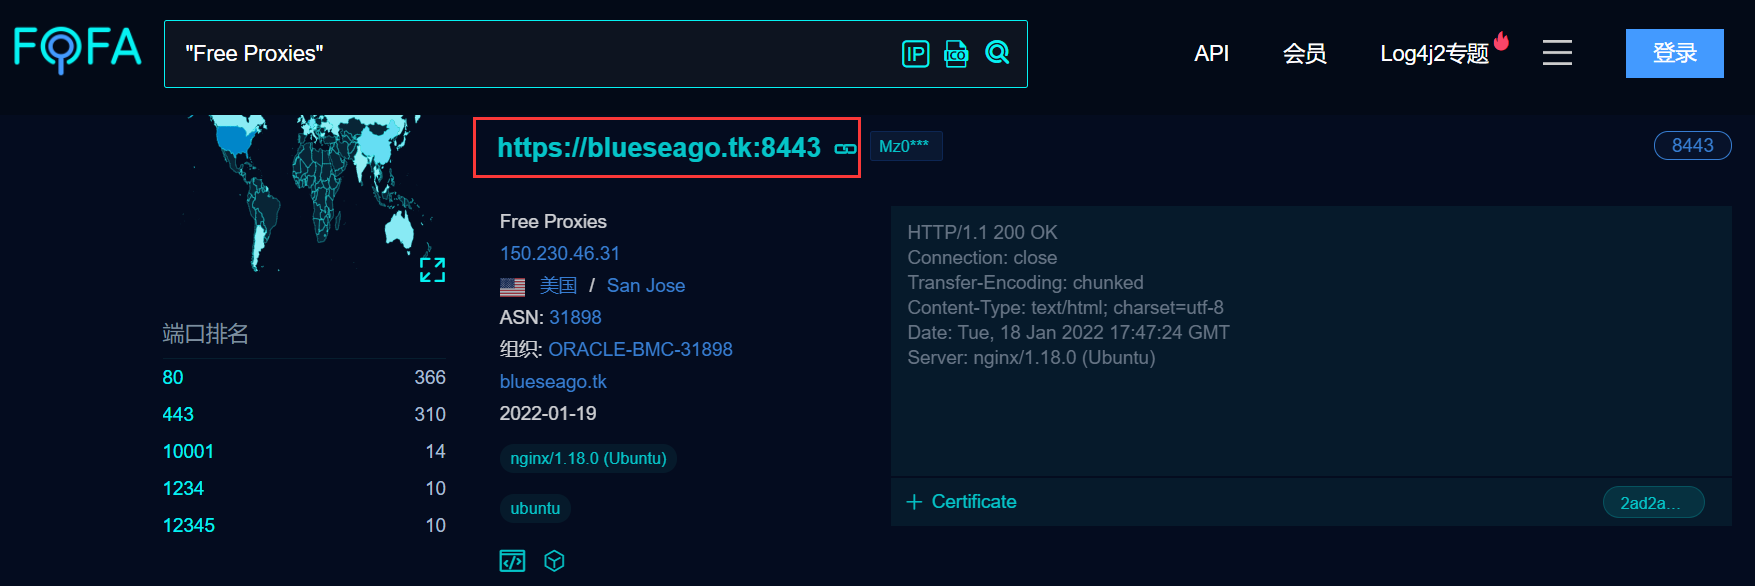 FOFA
"Free Proxies"
IP
ICO
API
会员
Log4j2专题
登录
https://blueseago.tk:8443
Mz0***
8443
Free Proxies
150.230.46.31
美国 / San Jose
ASN: 31898
组织: ORACLE-BMC-31898
blueseago.tk
2022-01-19
nginx/1.18.0 (Ubuntu)
ubuntu
HTTP/1.1 200 OK
Connection: close
Transfer-Encoding: chunked
Content-Type: text/html; charset=utf-8
Date: Tue, 18 Jan 2022 17:47:24 GMT
Server: nginx/1.18.0 (Ubuntu)
+ Certificate
2ad2a...
端口排名
80 366
443 310
10001 14
1234 10
12345 10